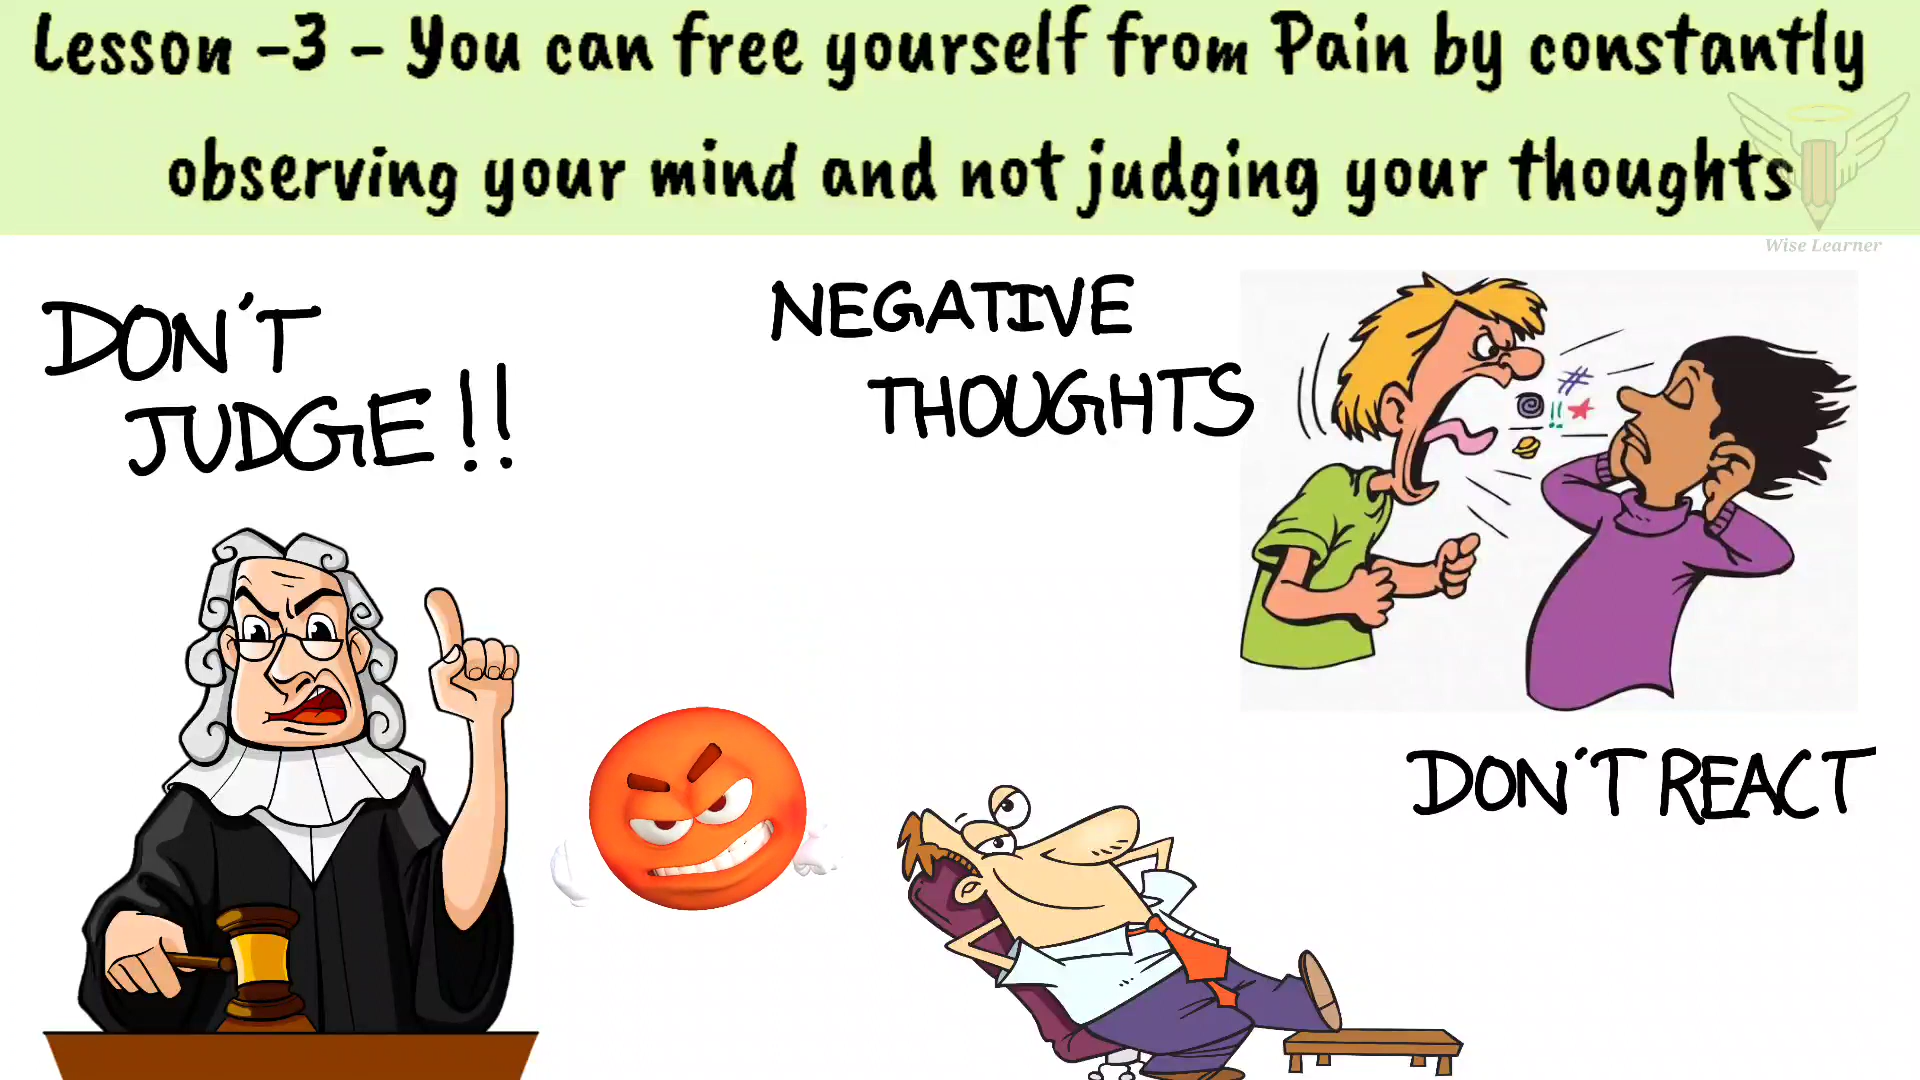 Lesson -3 - You can free yourself from Pain by constantly
observing your mind and not judging your thoughts
Wise Learner
DON'T
JUDGE!!
NEGATIVE
THOUGHTS
# !!
DON'T REACT